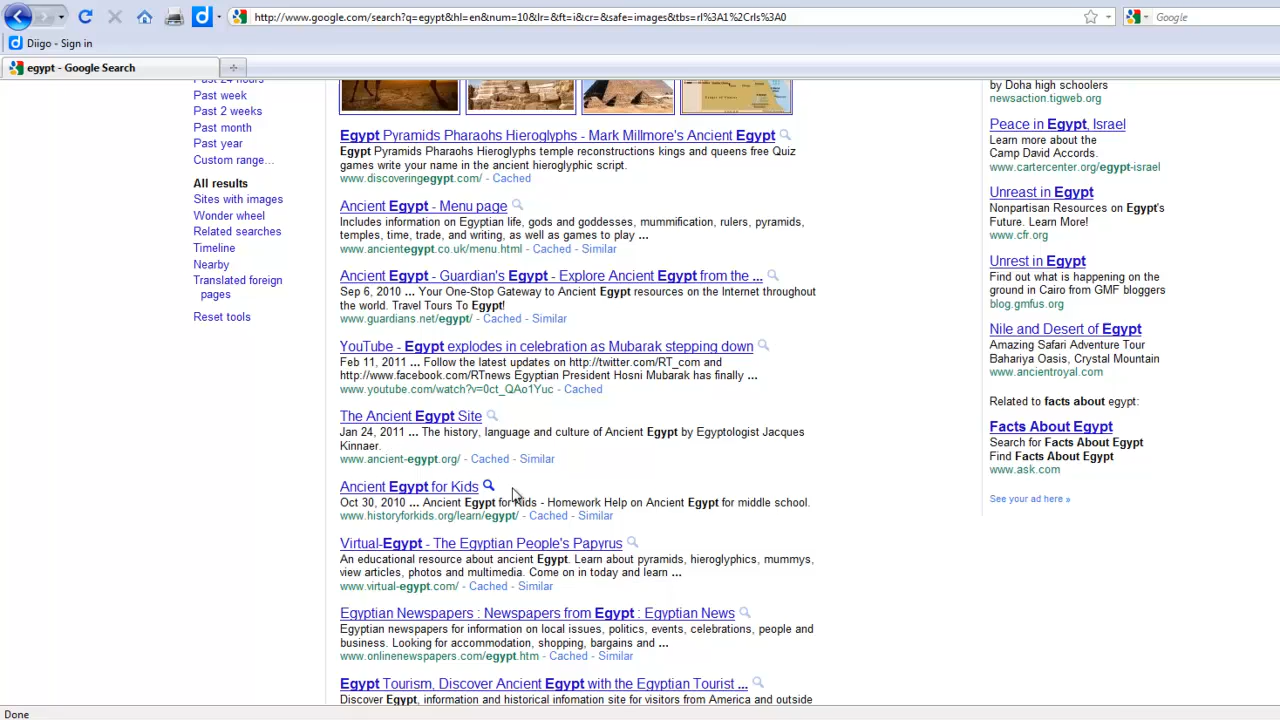 http://www.google.com/search?q=egypt&hl=en&num=10&lr=&ft=i&cr=&safe=images&tbs=rl%3A1%2Crls%3A0
Google
Diigo - Sign in
egypt - Google Search
Past 24 hours
Past week
Past 2 weeks
Past month
Past year
Custom range...
All results
Sites with images
Wonder wheel
Related searches
Timeline
Nearby
Translated foreign
pages
Reset tools
Egypt Pyramids Pharaohs Hieroglyphs - Mark Millmore's Ancient Egypt
Egypt Pyramids Pharaohs Hieroglyphs temple reconstructions kings and queens free Quiz
games write your name in the ancient hieroglyphic script.
www.discoveringegypt.com/ - Cached
Ancient Egypt - Menu page
Includes information on Egyptian life, gods and goddesses, mummification, rulers, pyramids,
temples, time, trade, and writing, as well as games to play ...
www.ancientegypt.co.uk/menu.html - Cached - Similar
Ancient Egypt - Guardian's Egypt - Explore Ancient Egypt from the ...
Sep 6, 2010 ... Your One-Stop Gateway to Ancient Egypt resources on the Internet throughout
the world. Travel Tours To Egypt!
www.guardians.net/egypt/ - Cached - Similar
YouTube - Egypt explodes in celebration as Mubarak stepping down
Feb 11, 2011 ... Follow the latest updates on http://twitter.com/RT_com and
http://www.facebook.com/RTnews Egyptian President Hosni Mubarak has finally ...
www.youtube.com/watch?v=0ct_QAo1Yuc - Cached
The Ancient Egypt Site
Jan 24, 2011 ... The history, language and culture of Ancient Egypt by Egyptologist Jacques
Kinnaer.
www.ancient-egypt.org/ - Cached - Similar
Ancient Egypt for Kids
Oct 30, 2010 ... Ancient Egypt for Kids - Homework Help on Ancient Egypt for middle school.
www.historyforkids.org/learn/egypt/ - Cached - Similar
Virtual-Egypt - The Egyptian People's Papyrus
An educational resource about ancient Egypt. Learn about pyramids, hieroglyphics, mummys,
view articles, photos and multimedia. Come on in today and learn ...
www.virtual-egypt.com/ - Cached - Similar
Egyptian Newspapers : Newspapers from Egypt : Egyptian News
Egyptian newspapers for information on local issues, politics, events, celebrations, people and
business. Looking for accommodation, shopping, bargains and ...
www.onlinenewspapers.com/egypt.htm - Cached - Similar
Egypt Tourism, Discover Ancient Egypt with the Egyptian Tourist ...
Discover Egypt, information and historical infomation site for visitors from America and outside
by Doha high schoolers
newsaction.tigweb.org
Peace in Egypt, Israel
Learn more about the
Camp David Accords.
www.cartercenter.org/egypt-israel
Unreast in Egypt
Nonpartisan Resources on Egypt's
Future. Learn More!
www.cfr.org
Unrest in Egypt
Find out what is happening on the
ground in Cairo from GMF bloggers
blog.gmfus.org
Nile and Desert of Egypt
Amazing Safari Adventure Tour
Bahariya Oasis, Crystal Mountain
www.ancientroyal.com
Related to facts about egypt:
Facts About Egypt
Search for Facts About Egypt
Find Facts About Egypt
www.ask.com
See your ad here »
Done